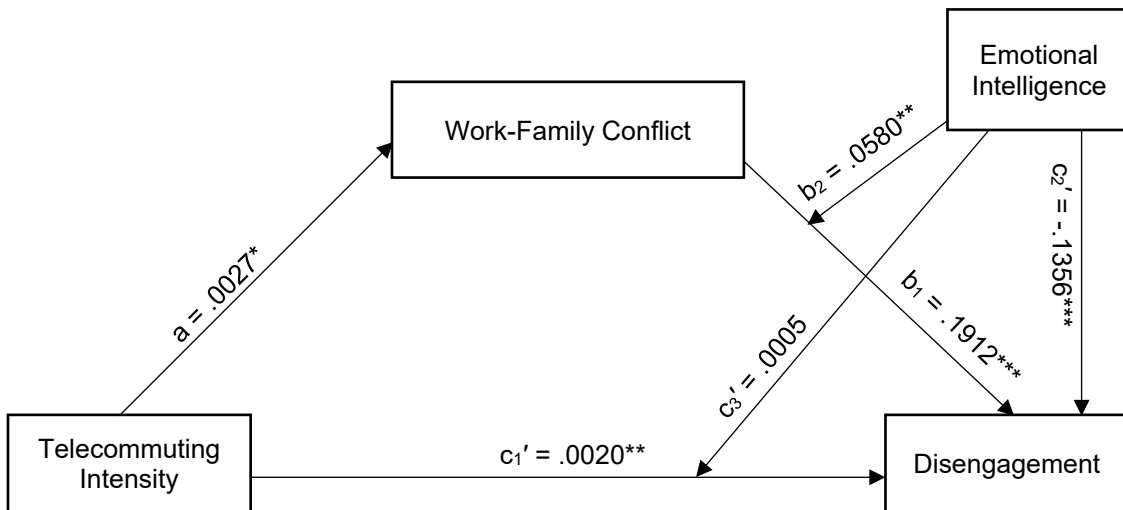 Emotional
Intelligence
Work-Family Conflict
b₂ = .0580**
c₂′ = -.1356***
a = .0027*
b₁ = .1912***
c₃′ = .0005
Telecommuting
Intensity
c₁′ = .0020**
Disengagement